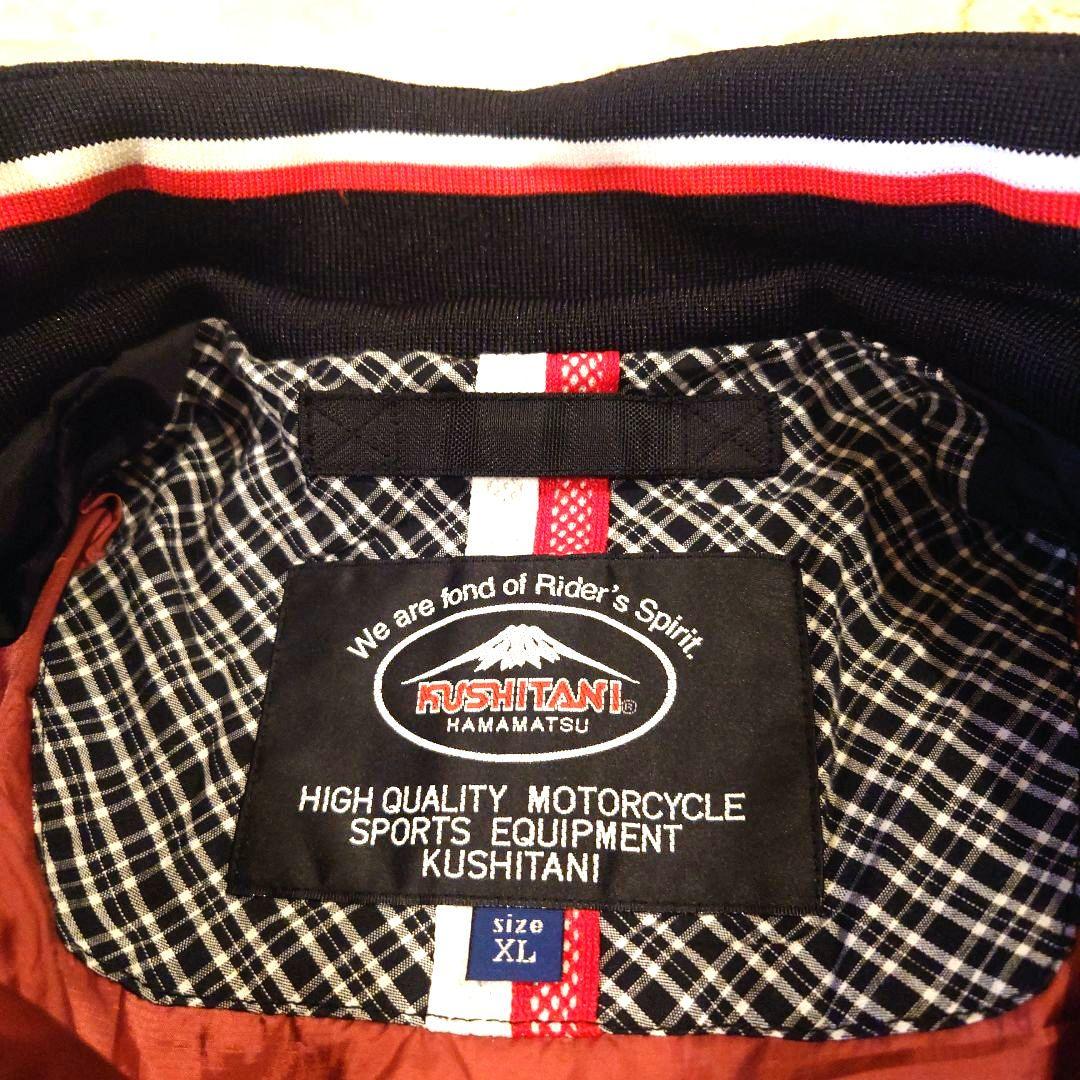 We are fond of Rider's Spirit.
KUSHITANI®
HAMAMATSU
HIGH QUALITY MOTORCYCLE
SPORTS EQUIPMENT
KUSHITANI
size
XL